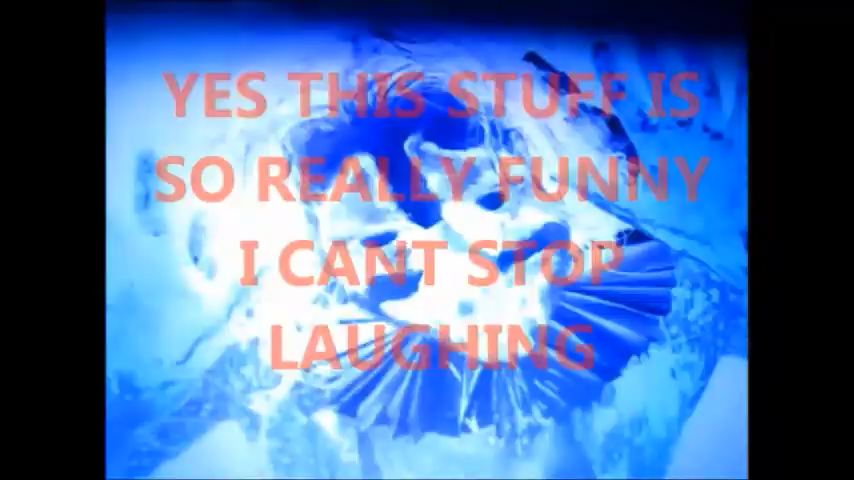 YES THIS STUFF IS
SO REALLY FUNNY
I CANT STOP
LAUGHING